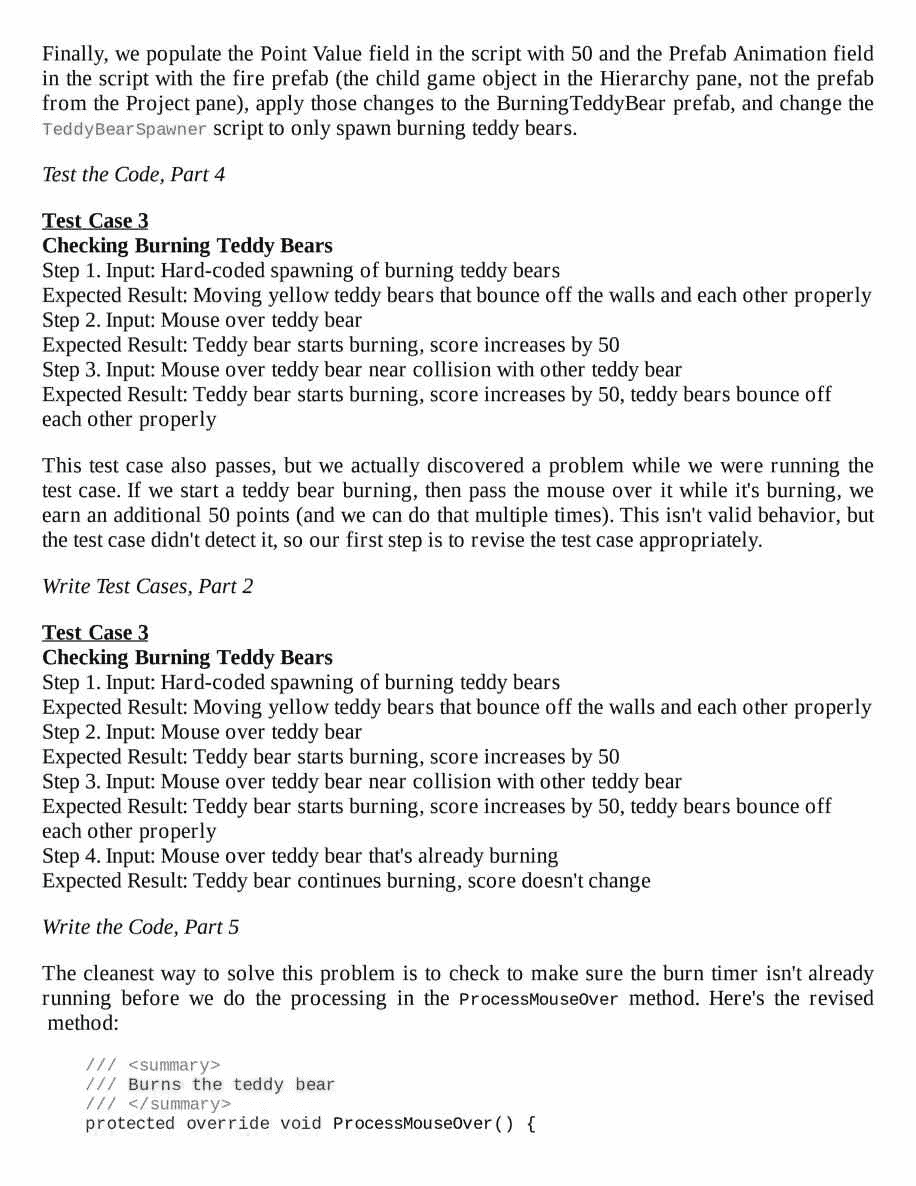 Finally, we populate the Point Value field in the script with 50 and the Prefab Animation field
in the script with the fire prefab (the child game object in the Hierarchy pane, not the prefab
from the Project pane), apply those changes to the BurningTeddyBear prefab, and change the
TeddyBearSpawner script to only spawn burning teddy bears.
Test the Code, Part 4
Test Case 3
Checking Burning Teddy Bears
Step 1. Input: Hard-coded spawning of burning teddy bears
Expected Result: Moving yellow teddy bears that bounce off the walls and each other properly
Step 2. Input: Mouse over teddy bear
Expected Result: Teddy bear starts burning, score increases by 50
Step 3. Input: Mouse over teddy bear near collision with other teddy bear
Expected Result: Teddy bear starts burning, score increases by 50, teddy bears bounce off
each other properly
This test case also passes, but we actually discovered a problem while we were running the
test case. If we start a teddy bear burning, then pass the mouse over it while it's burning, we
earn an additional 50 points (and we can do that multiple times). This isn't valid behavior, but
the test case didn't detect it, so our first step is to revise the test case appropriately.
Write Test Cases, Part 2
Test Case 3
Checking Burning Teddy Bears
Step 1. Input: Hard-coded spawning of burning teddy bears
Expected Result: Moving yellow teddy bears that bounce off the walls and each other properly
Step 2. Input: Mouse over teddy bear
Expected Result: Teddy bear starts burning, score increases by 50
Step 3. Input: Mouse over teddy bear near collision with other teddy bear
Expected Result: Teddy bear starts burning, score increases by 50, teddy bears bounce off
each other properly
Step 4. Input: Mouse over teddy bear that's already burning
Expected Result: Teddy bear continues burning, score doesn't change
Write the Code, Part 5
The cleanest way to solve this problem is to check to make sure the burn timer isn't already
running before we do the processing in the ProcessMouseOver method. Here's the revised
method:
/// <summary>
/// Burns the teddy bear
/// </summary>
protected override void ProcessMouseOver() {